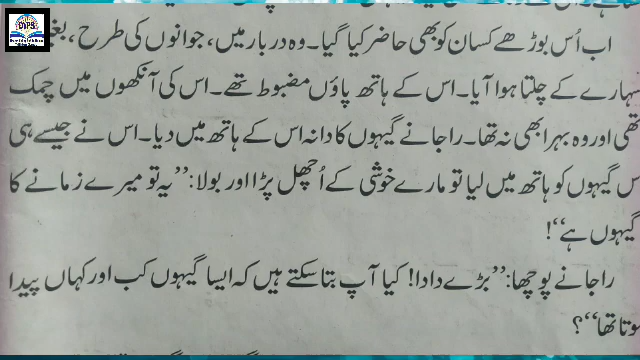 OYPS
اب اُس بوڑھے کسان کو بھی حاضر کیا گیا۔ وہ دربار میں، جوانوں کی طرح، بغیر
سہارے کے چلتا ہوا آیا۔ اس کے ہاتھ پاؤں مضبوط تھے۔ اس کی آنکھوں میں چمک
تھی اور وہ بہرا بھی نہ تھا۔ راجا نے گیہوں کا دانہ اس کے ہاتھ میں دیا۔ اس نے جیسے ہی
س گیہوں کو ہاتھ میں لیا تو مارے خوشی کے اُچھل پڑا اور بولا: ’’یہ تو میرے زمانے کا
گیہوں ہے‘‘!
راجا نے پوچھا: ’’بڑے دادا! کیا آپ بتا سکتے ہیں کہ ایسا گیہوں کب اور کہاں پیدا
ہوتا تھا‘‘؟